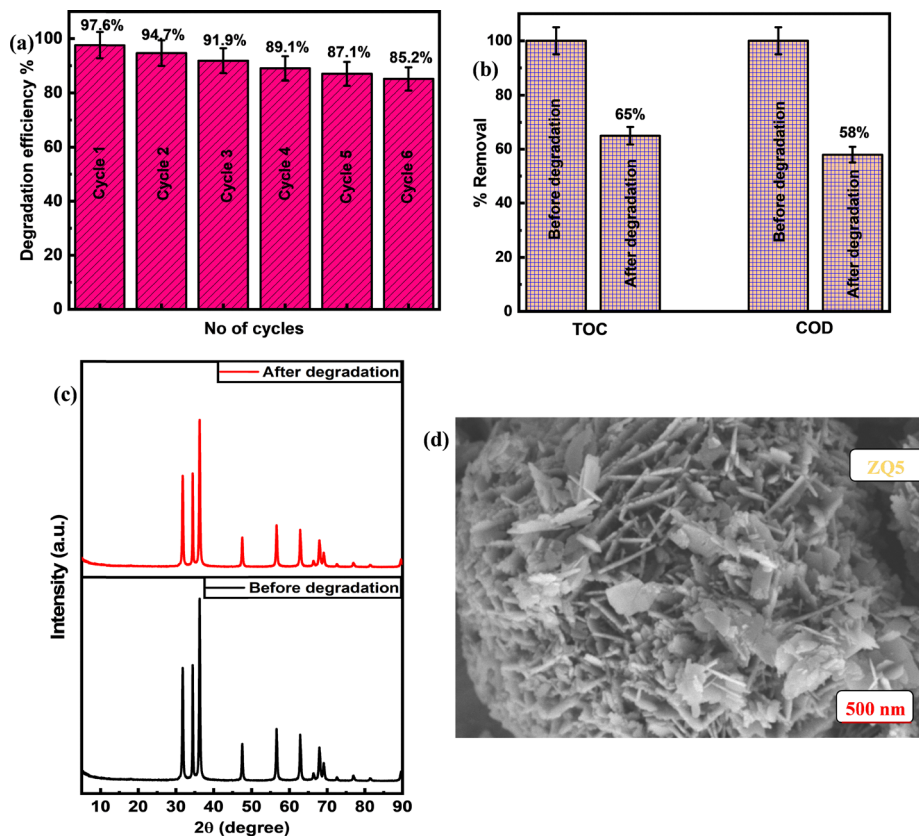 (a)
97.6%
94.7%
91.9%
89.1%
87.1%
85.2%
100
80
60
40
20
0
Degradation efficiency %
Cycle 1
Cycle 2
Cycle 3
Cycle 4
Cycle 5
Cycle 6
No of cycles
(b)
100
80
60
40
20
0
% Removal
Before degradation
65%
After degradation
Before degradation
58%
After degradation
TOC
COD
(c)
After degradation
Before degradation
Intensity (a.u.)
10 20 30 40 50 60 70 80 90
2θ (degree)
(d)
ZQ5
500 nm